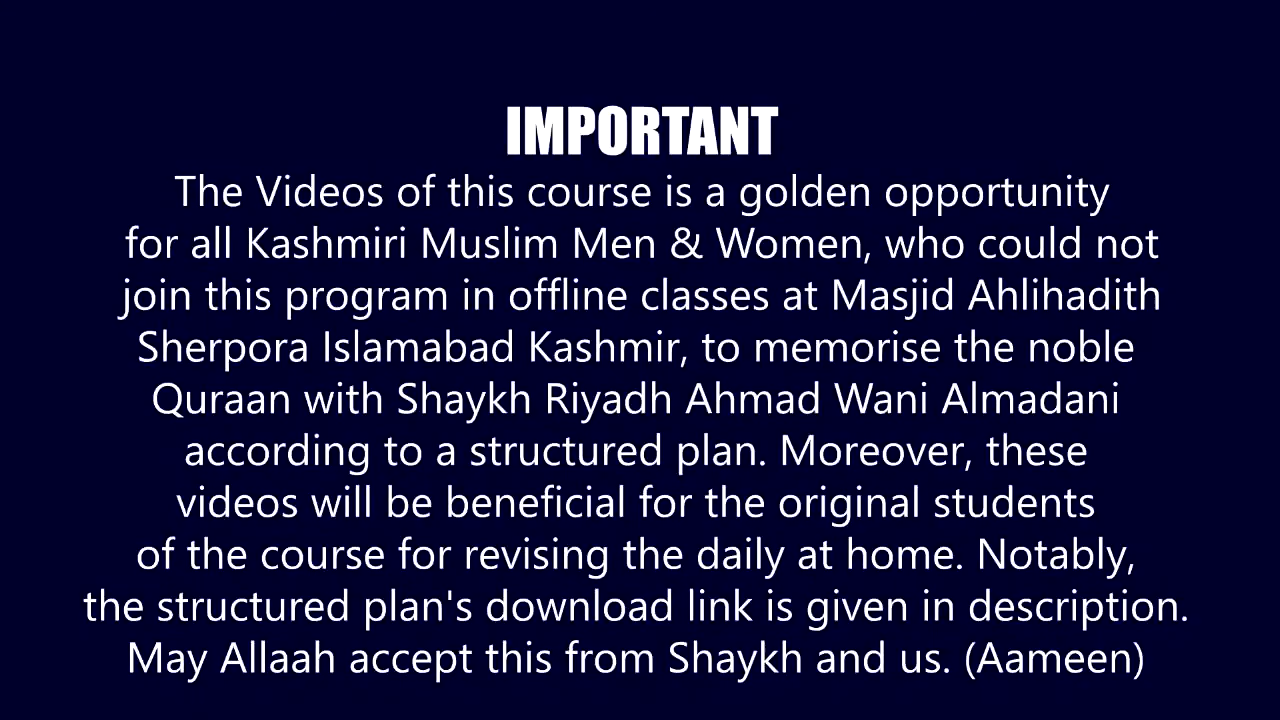 IMPORTANT
The Videos of this course is a golden opportunity
for all Kashmiri Muslim Men & Women, who could not
join this program in offline classes at Masjid Ahlihadith
Sherpora Islamabad Kashmir, to memorise the noble
Quraan with Shaykh Riyadh Ahmad Wani Almadani
according to a structured plan. Moreover, these
videos will be beneficial for the original students
of the course for revising the daily at home. Notably,
the structured plan's download link is given in description.
May Allaah accept this from Shaykh and us. (Aameen)